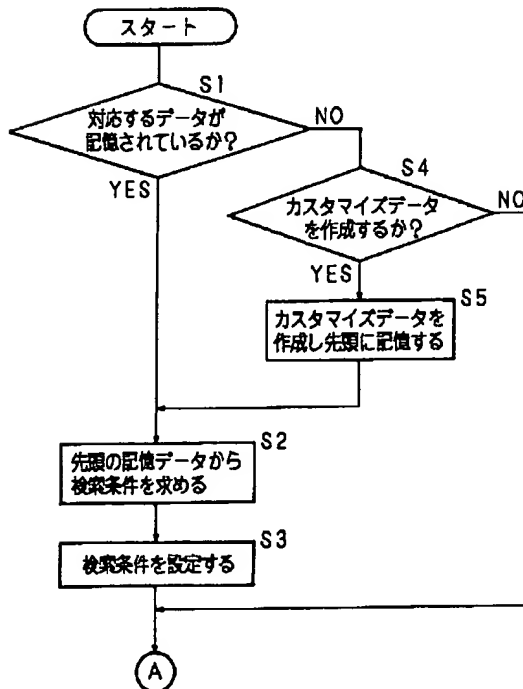 スタート
S1
対応するデータが
記憶されているか?
NO
YES
S4
カスタマイズデータ
を作成するか?
NO
YES
S5
カスタマイズデータを
作成し先頭に記憶する
S2
先頭の記憶データから
検索条件を求める
S3
検索条件を設定する
A